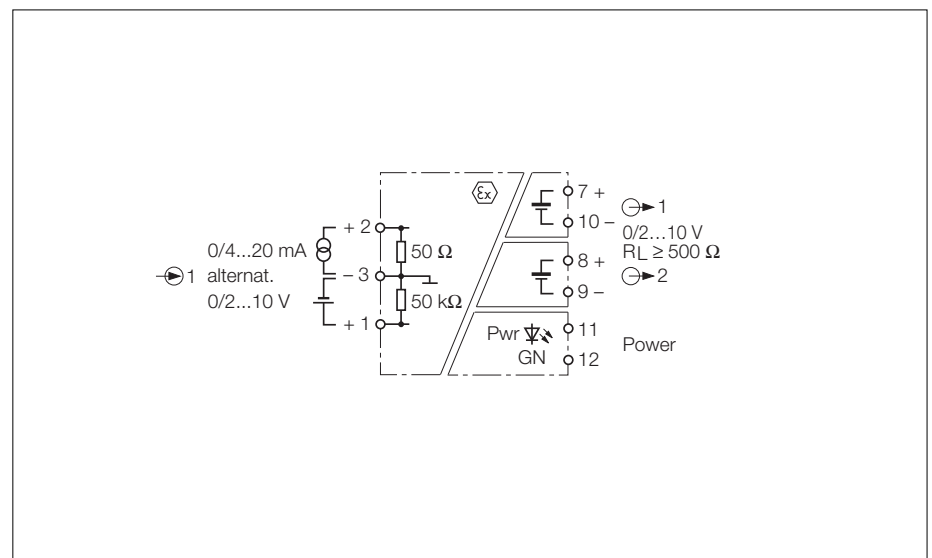 0/4...20 mA
1 alternat.
0/2...10 V
+ 2
– 3
+ 1
50 Ω
50 kΩ
εx
7 +
10 –
8 +
9 –
1
0/2...10 V
RL ≥ 500 Ω
2
Pwr
GN
11
12
Power